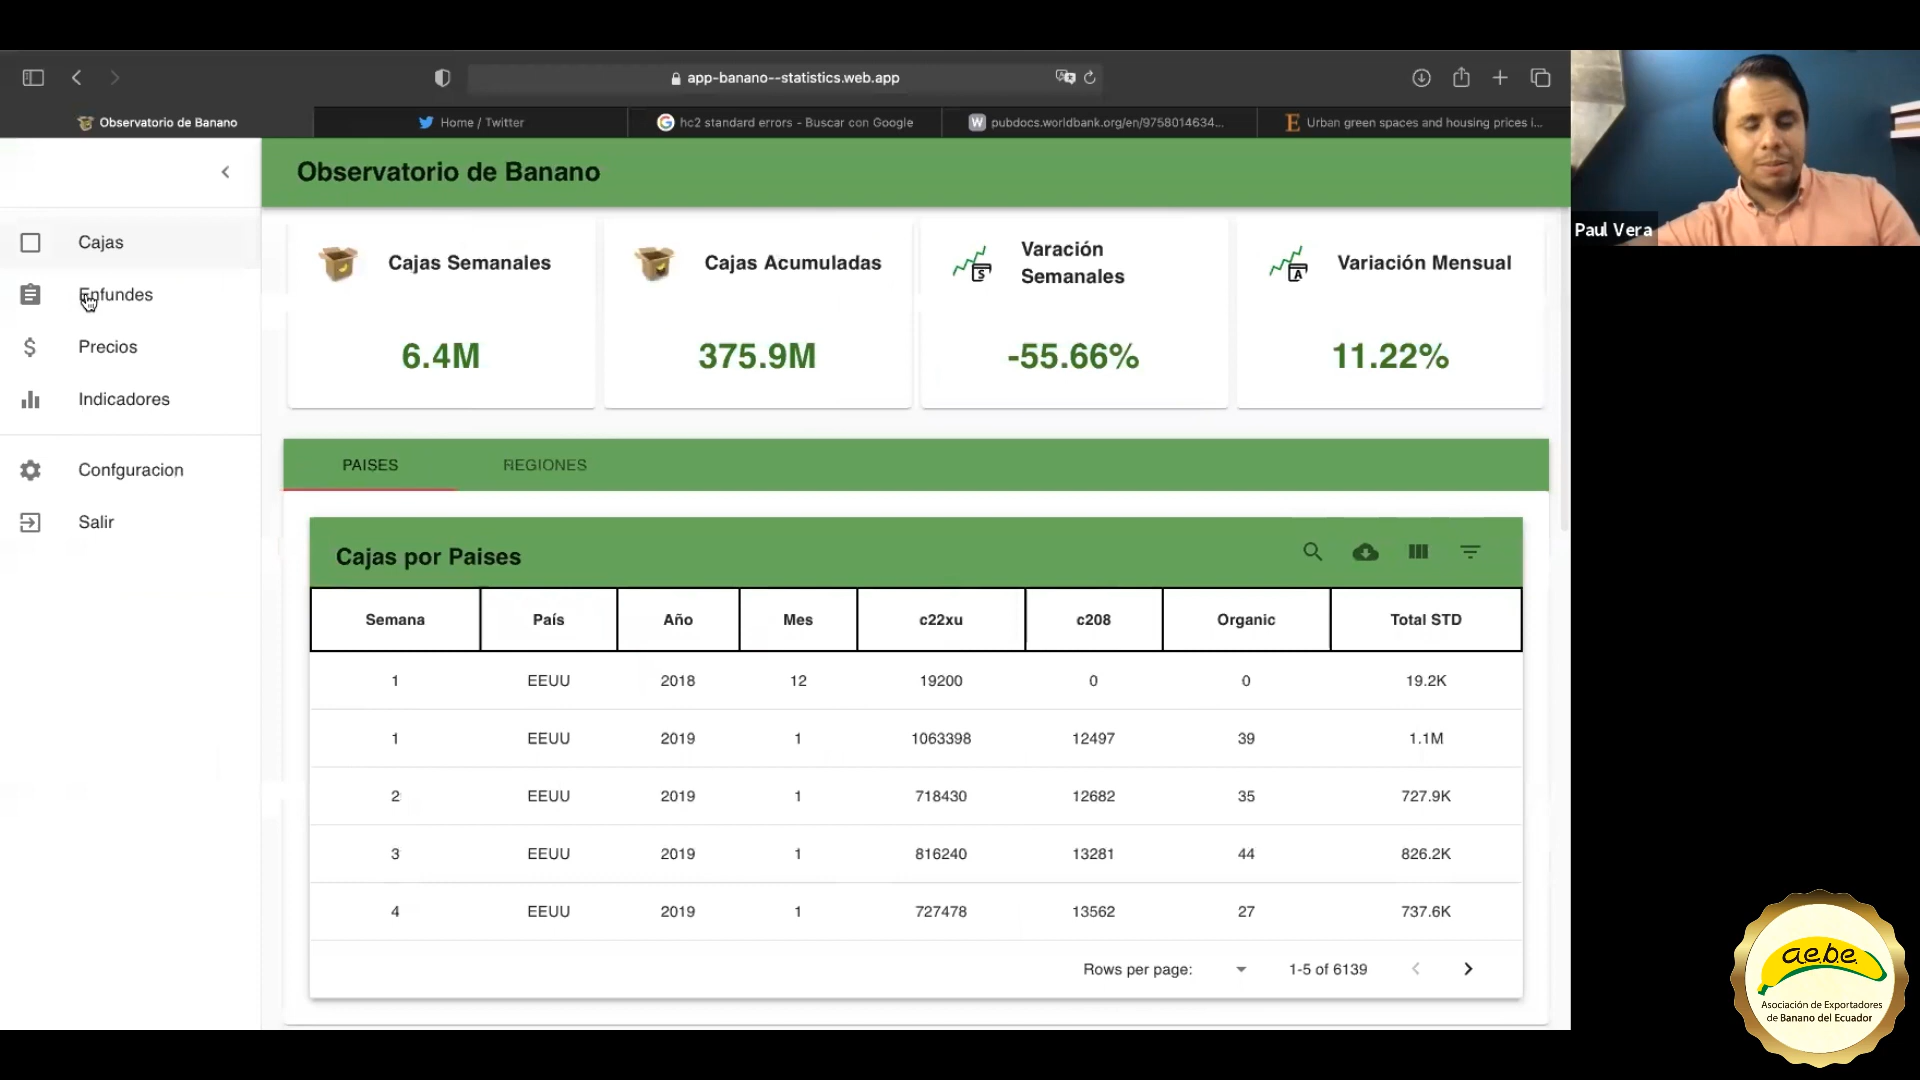 app-banano--statistics.web.app
Observatorio de Banano
Home / Twitter
hc2 standard errors - Buscar con Google
pubdocs.worldbank.org/en/9758014634...
Urban green spaces and housing prices i...
Paul Vera
Observatorio de Banano
Cajas
Enfundes
Precios
Indicadores
Confguracion
Salir
Cajas Semanales
6.4M
Cajas Acumuladas
375.9M
Varación
Semanales
-55.66%
Variación Mensual
11.22%
PAISES REGIONES
Cajas por Paises
Semana País Año Mes c22xu c208 Organic Total STD
1 EEUU 2018 12 19200 0 0 19.2K
1 EEUU 2019 1 1063398 12497 39 1.1M
2 EEUU 2019 1 718430 12682 35 727.9K
3 EEUU 2019 1 816240 13281 44 826.2K
4 EEUU 2019 1 727478 13562 27 737.6K
Rows per page: 1-5 of 6139
a.e.b.e.
Asociación de Exportadores
de Banano del Ecuador